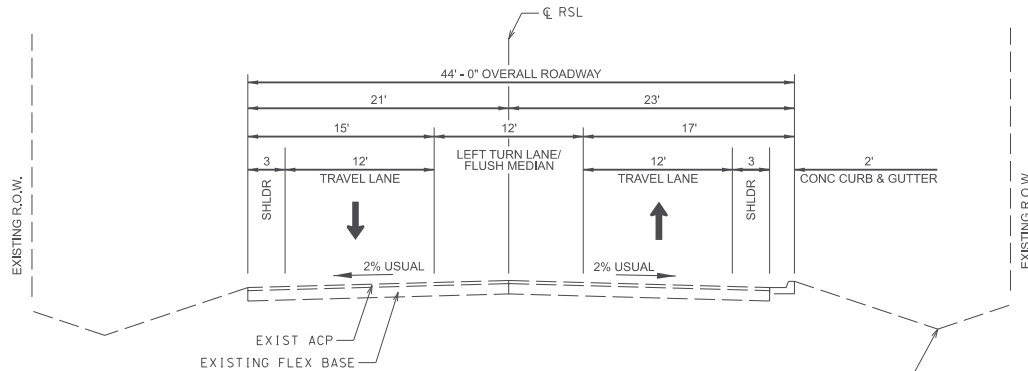 ℄ RSL
44' - 0" OVERALL ROADWAY
21'
23'
15'
12'
17'
LEFT TURN LANE/
FLUSH MEDIAN
3
12'
12'
3
2'
TRAVEL LANE
TRAVEL LANE
CONC CURB & GUTTER
SHLDR
SHLDR
EXISTING R.O.W.
EXISTING R.O.W.
2% USUAL
2% USUAL
EXIST ACP
EXISTING FLEX BASE